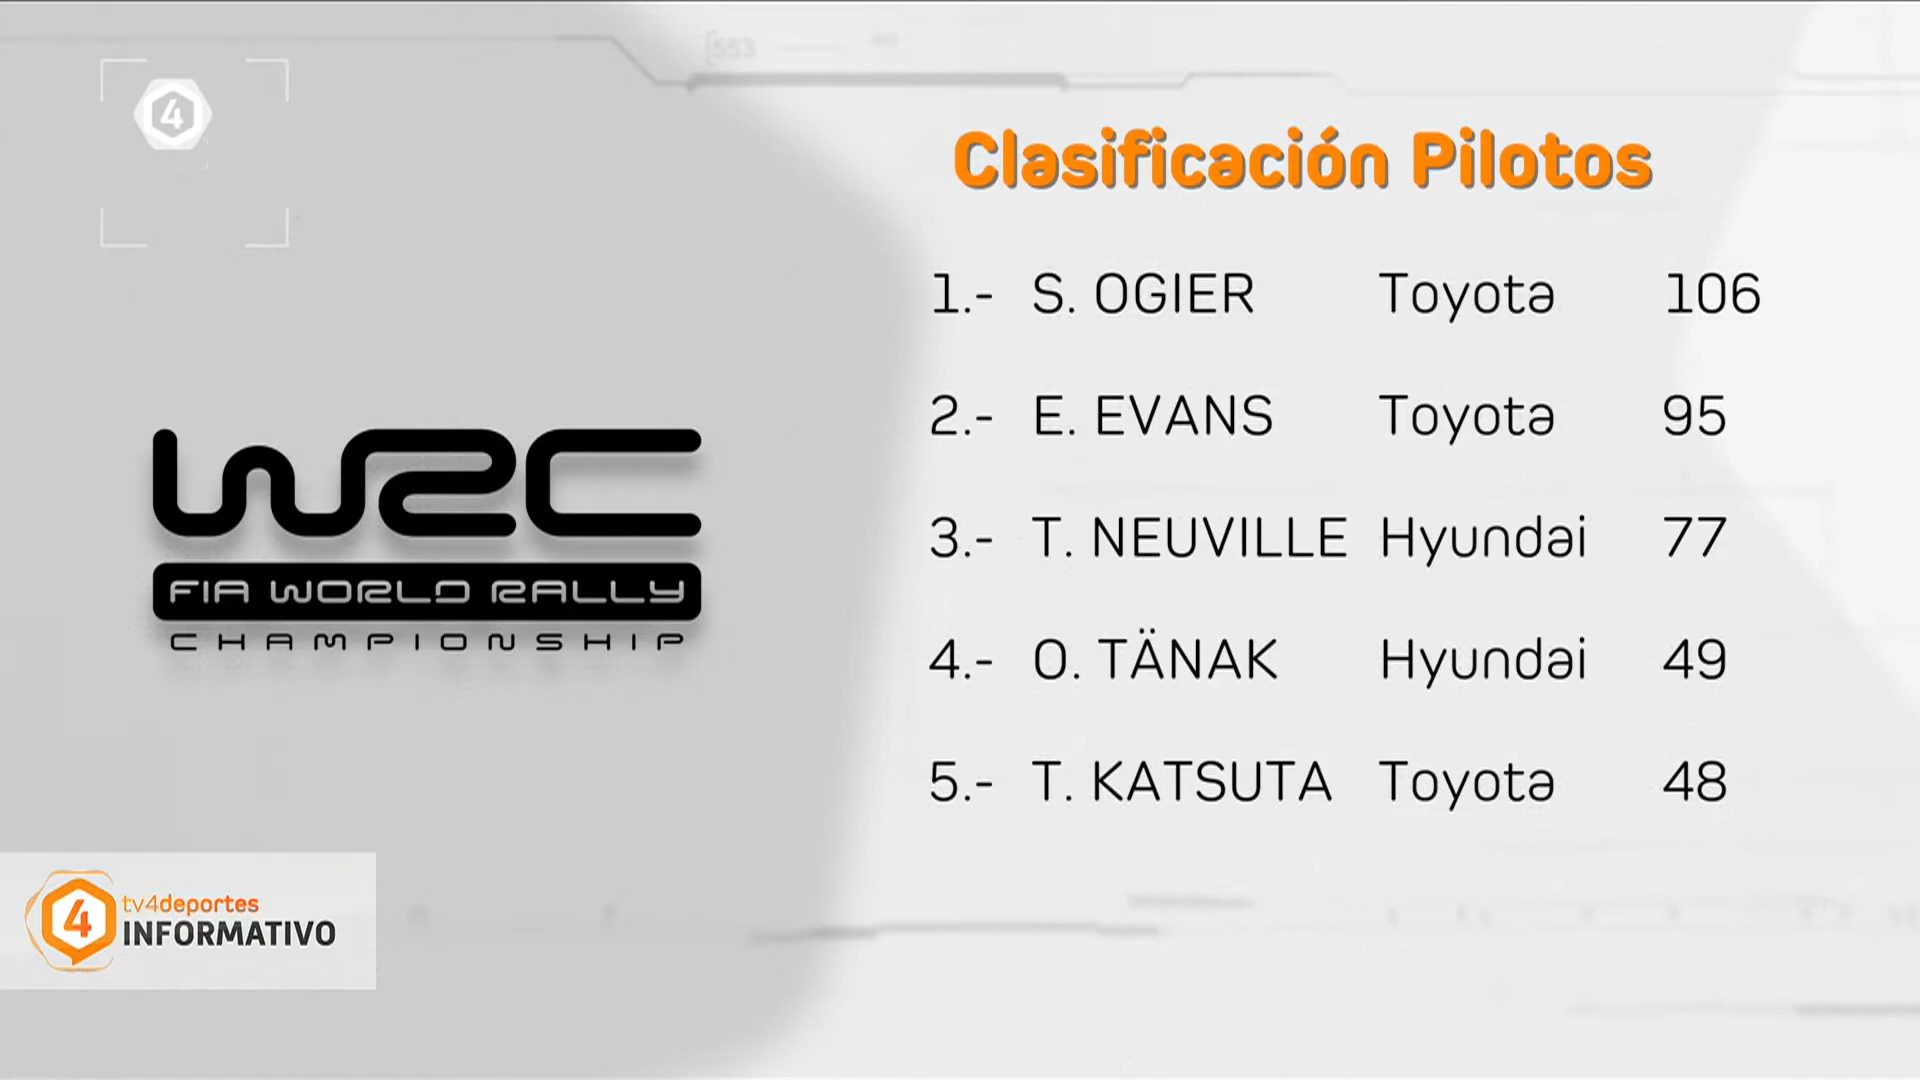 [553
4
Clasificación Pilotos
1.- S. OGIER Toyota 106
2.- E. EVANS Toyota 95
3.- T. NEUVILLE Hyundai 77
4.- O. TÄNAK Hyundai 49
5.- T. KATSUTA Toyota 48
WRC
FIA WORLD RALLY
CHAMPIONSHIP
4
tv4deportes
INFORMATIVO